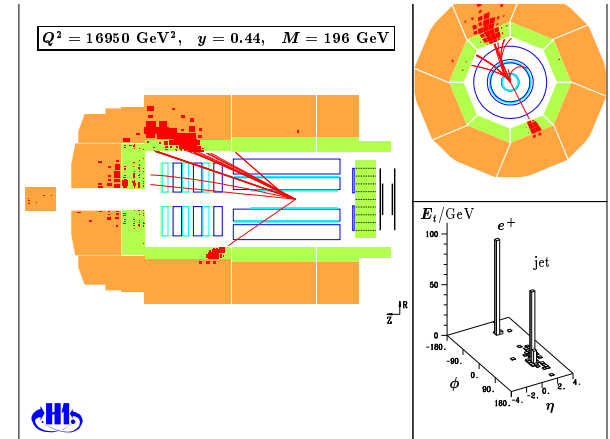 Q² = 16950 GeV², y = 0.44, M = 196 GeV
E_t/GeV
e⁺
jet
100
50
0
-180.
-90.
0.
90.
180.
-4.
-2.
0.
2.
4.
φ
η
R
Z
H1